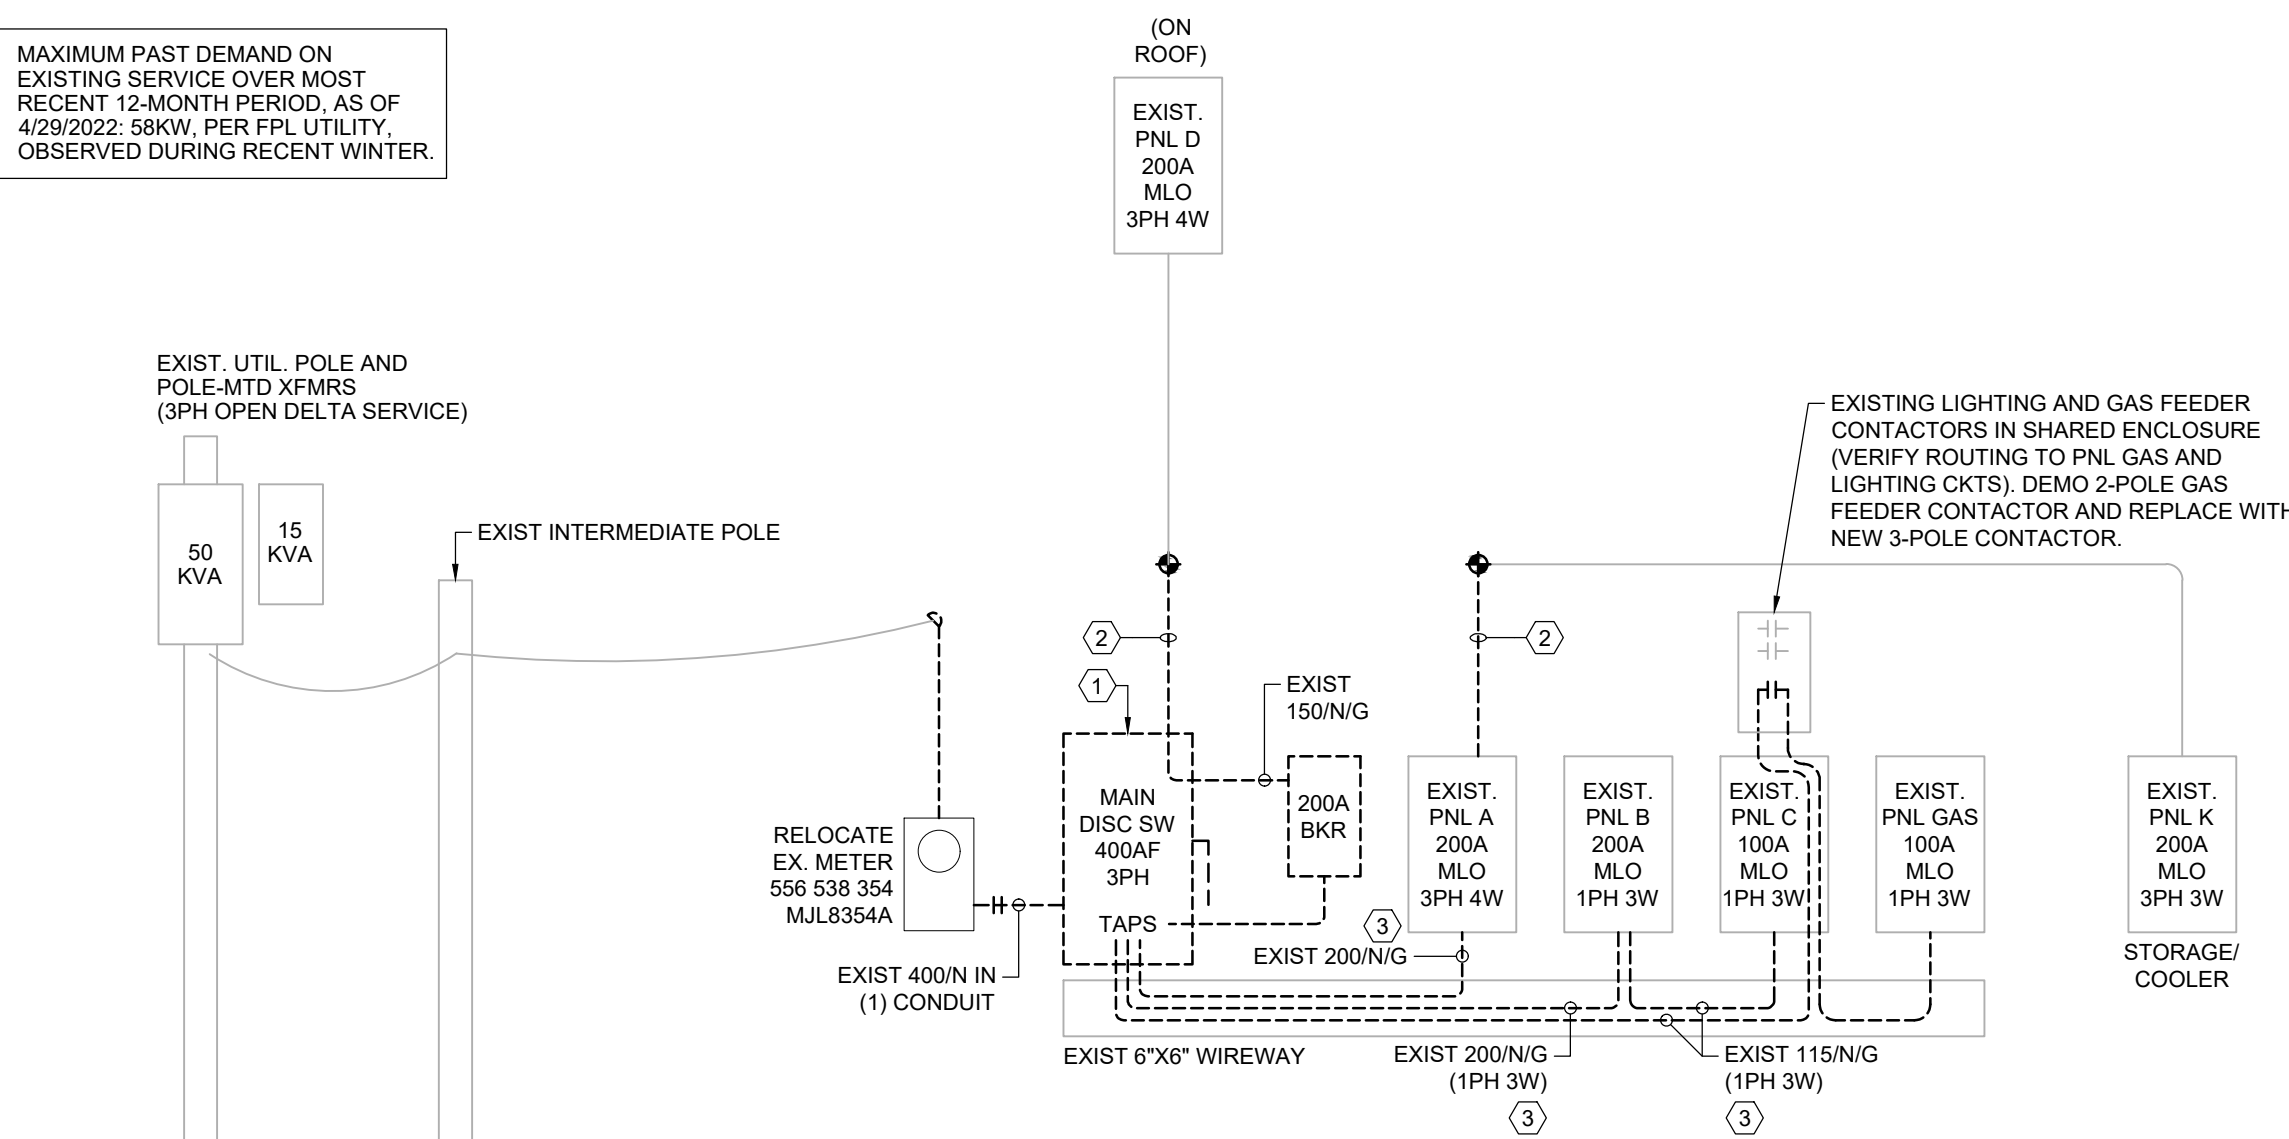 MAXIMUM PAST DEMAND ON
EXISTING SERVICE OVER MOST
RECENT 12-MONTH PERIOD, AS OF
4/29/2022: 58KW, PER FPL UTILITY,
OBSERVED DURING RECENT WINTER.
(ON
ROOF)
EXIST.
PNL D
200A
MLO
3PH 4W
EXIST. UTIL. POLE AND
POLE-MTD XFMRS
(3PH OPEN DELTA SERVICE)
50
KVA
15
KVA
EXIST INTERMEDIATE POLE
EXISTING LIGHTING AND GAS FEEDER
CONTACTORS IN SHARED ENCLOSURE
(VERIFY ROUTING TO PNL GAS AND
LIGHTING CKTS). DEMO 2-POLE GAS
FEEDER CONTACTOR AND REPLACE WITH
NEW 3-POLE CONTACTOR.
2
2
1
EXIST
150/N/G
RELOCATE
EX. METER
556 538 354
MJL8354A
MAIN
DISC SW
400AF
3PH
TAPS
200A
BKR
EXIST.
PNL A
200A
MLO
3PH 4W
EXIST.
PNL B
200A
MLO
1PH 3W
EXIST.
PNL C
100A
MLO
1PH 3W
EXIST.
PNL GAS
100A
MLO
1PH 3W
EXIST.
PNL K
200A
MLO
3PH 3W
STORAGE/
COOLER
3
EXIST 200/N/G
EXIST 400/N IN
(1) CONDUIT
EXIST 6"X6" WIREWAY
EXIST 200/N/G
(1PH 3W)
3
EXIST 115/N/G
(1PH 3W)
3